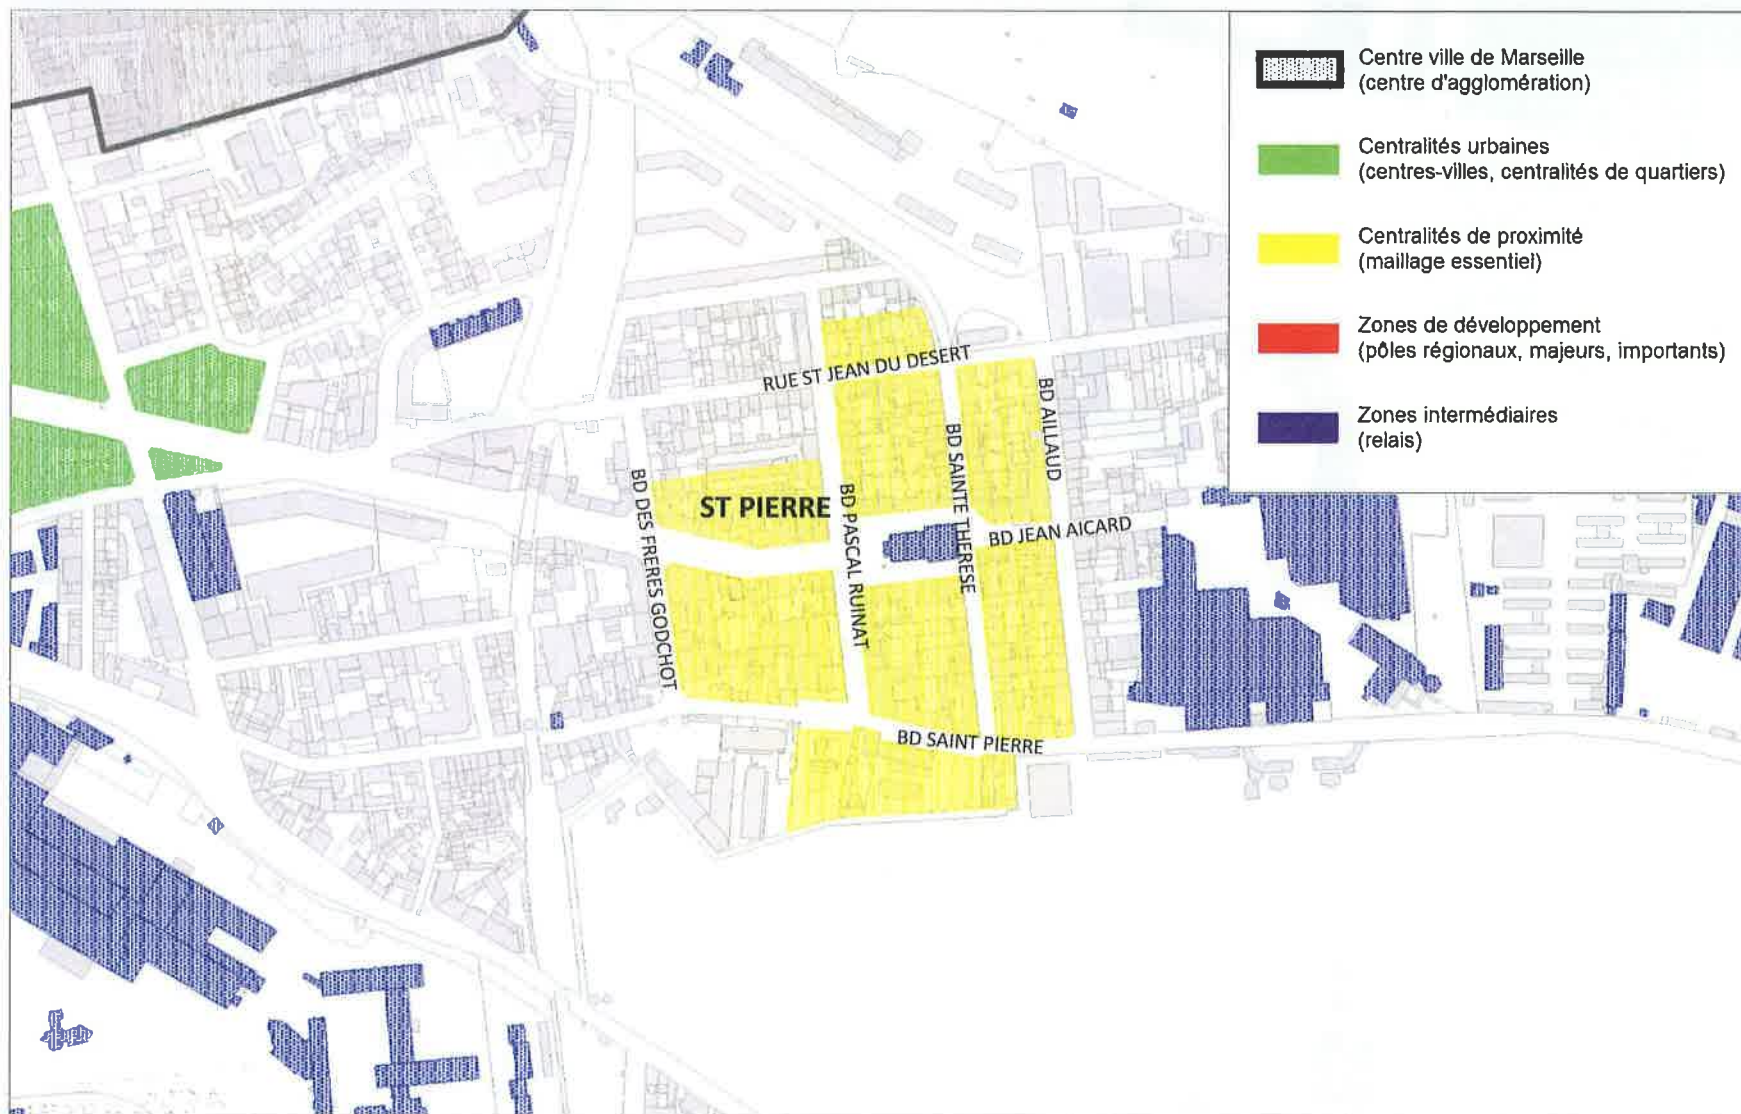 Centre ville de Marseille
(centre d'agglomération)
Centralités urbaines
(centres-villes, centralités de quartiers)
Centralités de proximité
(maillage essentiel)
Zones de développement
(pôles régionaux, majeurs, importants)
Zones intermédiaires
(relais)
RUE ST JEAN DU DESERT
BD AILLAUD
BD SAINTE THERESE
BD DES FRERES GODCHOT
ST PIERRE
BD PASCAL RUINAT
BD JEAN AICARD
BD SAINT PIERRE